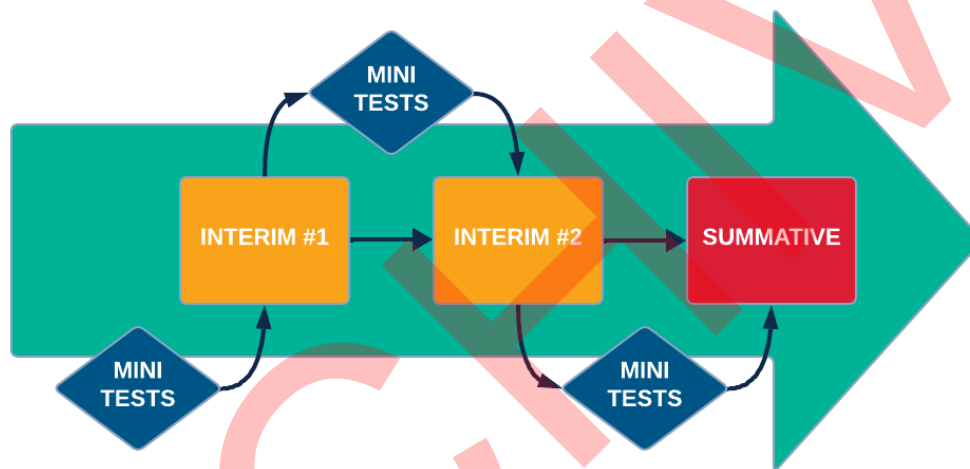 MINI
TESTS
INTERIM #1
INTERIM #2
SUMMATIVE
MINI
TESTS
MINI
TESTS